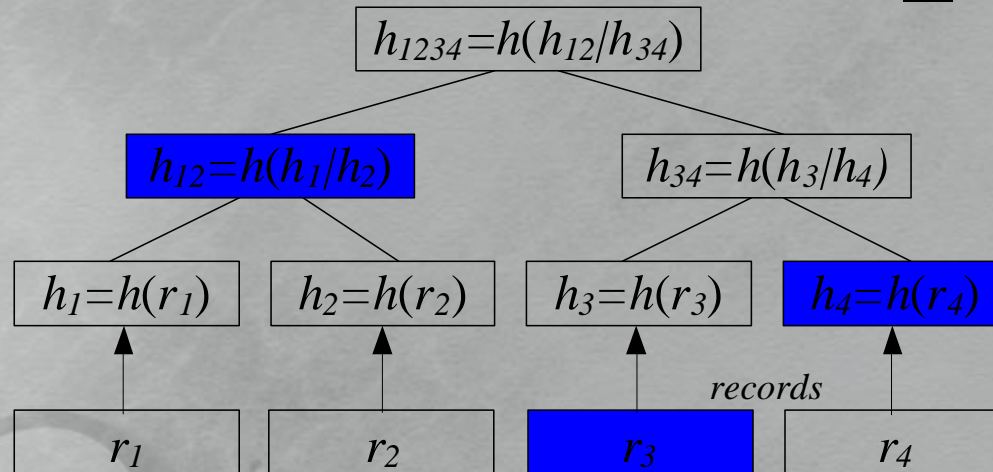 h1234=h(h12/h34)
h12=h(h1/h2) h34=h(h3/h4)
h1=h(r1) h2=h(r2) h3=h(r3) h4=h(r4)
records
r1 r2 r3 r4